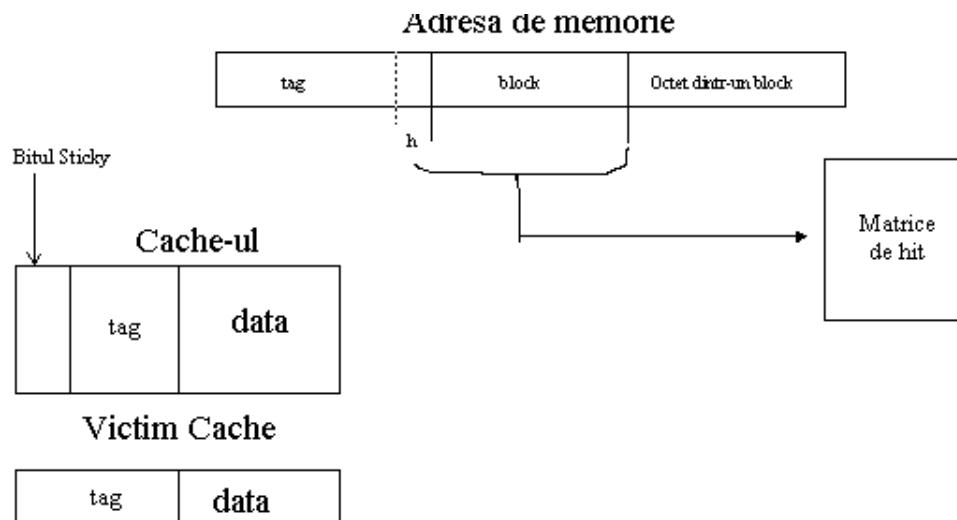 Adresa de memorie
tag block Octet dintr-un block
h
Bitul Sticky
Matrice
de hit
Cache-ul
tag data
Victim Cache
tag data